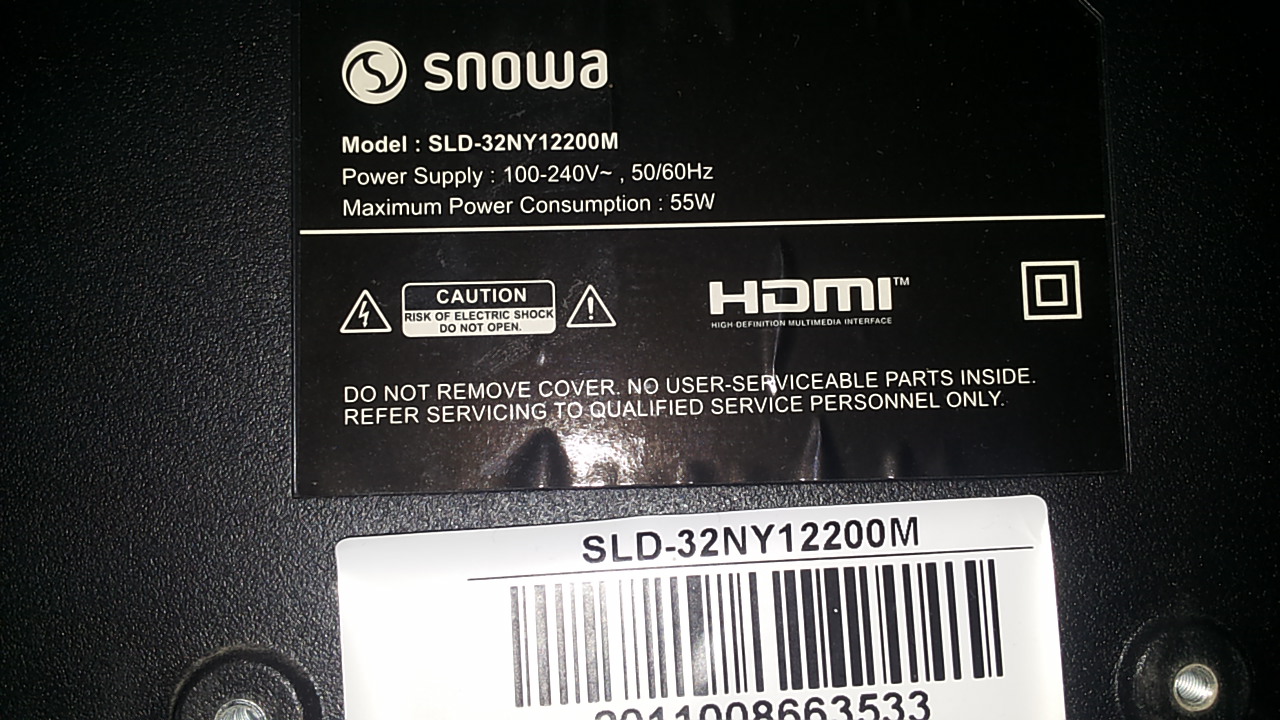 snowa
Model : SLD-32NY12200M
Power Supply : 100-240V~ , 50/60Hz
Maximum Power Consumption : 55W
CAUTION
RISK OF ELECTRIC SHOCK
DO NOT OPEN.
HDMI™
HIGH-DEFINITION MULTIMEDIA INTERFACE
DO NOT REMOVE COVER. NO USER-SERVICEABLE PARTS INSIDE.
REFER SERVICING TO QUALIFIED SERVICE PERSONNEL ONLY.
SLD-32NY12200M